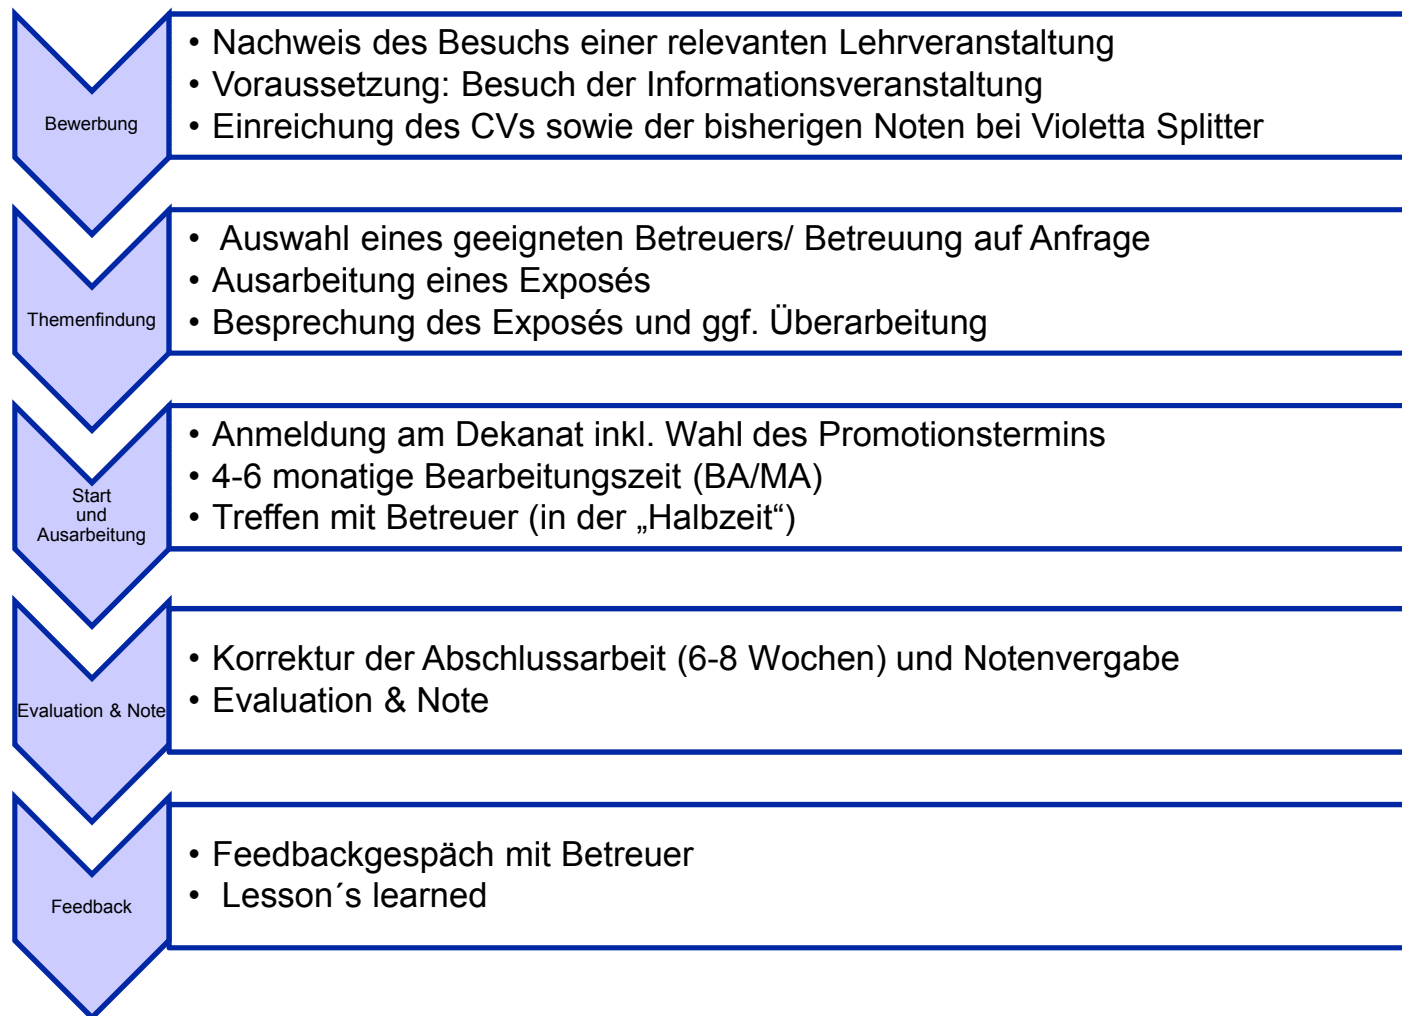 Bewerbung
• Nachweis des Besuchs einer relevanten Lehrveranstaltung
• Voraussetzung: Besuch der Informationsveranstaltung
• Einreichung des CVs sowie der bisherigen Noten bei Violetta Splitter
Themenfindung
• Auswahl eines geeigneten Betreuers/ Betreuung auf Anfrage
• Ausarbeitung eines Exposés
• Besprechung des Exposés und ggf. Überarbeitung
Start
und
Ausarbeitung
• Anmeldung am Dekanat inkl. Wahl des Promotionstermins
• 4-6 monatige Bearbeitungszeit (BA/MA)
• Treffen mit Betreuer (in der „Halbzeit“)
Evaluation & Note
• Korrektur der Abschlussarbeit (6-8 Wochen) und Notenvergabe
• Evaluation & Note
Feedback
• Feedbackgespäch mit Betreuer
• Lesson´s learned